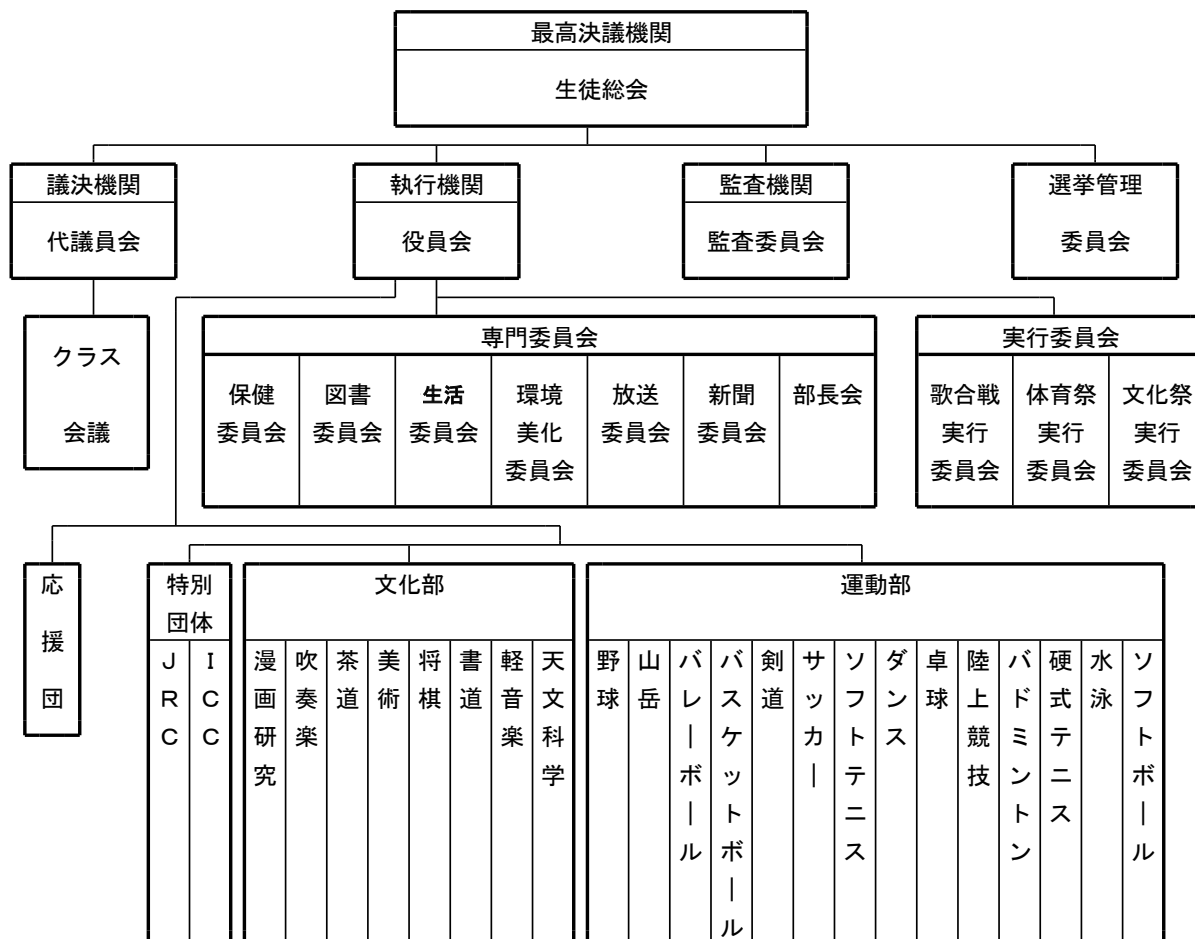 最高決議機関
生徒総会
議決機関
代議員会
執行機関
役員会
監査機関
監査委員会
選挙管理
委員会
クラス
会議
専門委員会
保健
委員会
図書
委員会
生活
委員会
環境
美化
委員会
放送
委員会
新聞
委員会
部長会
実行委員会
歌合戦
実行
委員会
体育祭
実行
委員会
文化祭
実行
委員会
応援団
特別
団体
JRC
ICC
文化部
漫画研究
吹奏楽
茶道
美術
将棋
書道
軽音楽
天文科学
運動部
野球
山岳
バレーボール
バスケットボール
剣道
サッカー
ソフトテニス
ダンス
卓球
陸上競技
バドミントン
硬式テニス
水泳
ソフトボール